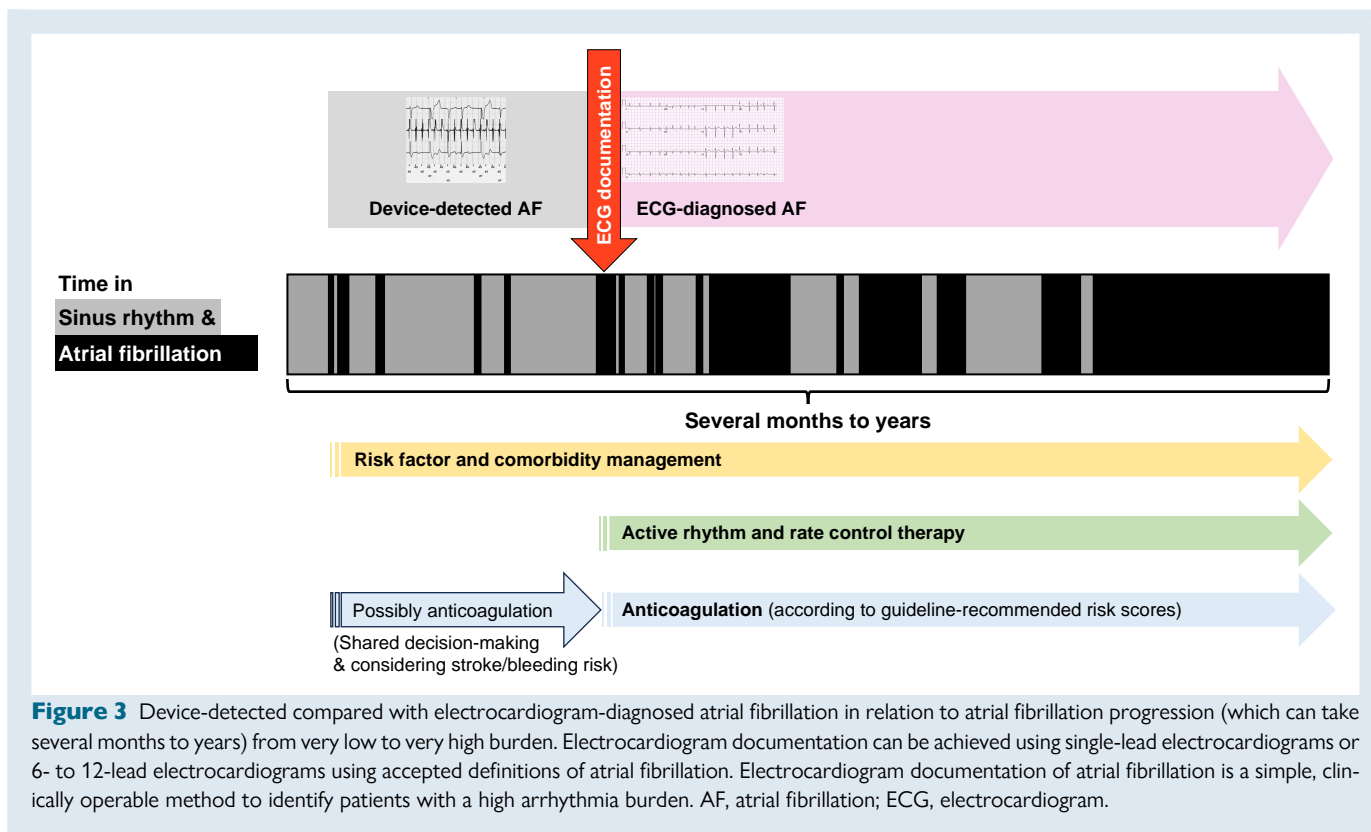 ECG documentation
Device-detected AF
ECG-diagnosed AF
Time in
Sinus rhythm &
Atrial fibrillation
Several months to years
Risk factor and comorbidity management
Active rhythm and rate control therapy
Possibly anticoagulation
(Shared decision-making
& considering stroke/bleeding risk)
Anticoagulation (according to guideline-recommended risk scores)
Figure 3 Device-detected compared with electrocardiogram-diagnosed atrial fibrillation in relation to atrial fibrillation progression (which can take
several months to years) from very low to very high burden. Electrocardiogram documentation can be achieved using single-lead electrocardiograms or
6- to 12-lead electrocardiograms using accepted definitions of atrial fibrillation. Electrocardiogram documentation of atrial fibrillation is a simple, clin-
ically operable method to identify patients with a high arrhythmia burden. AF, atrial fibrillation; ECG, electrocardiogram.